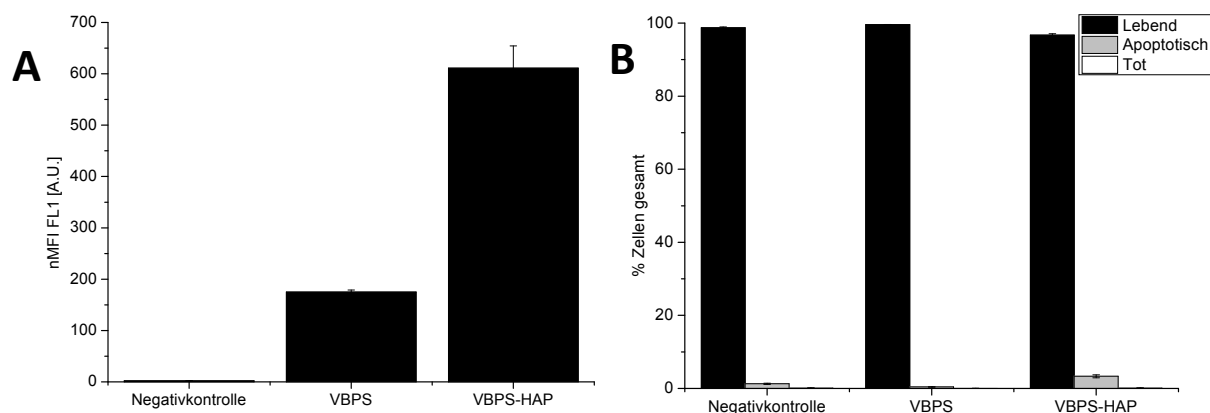 A
nMFI FL1 [A.U.]
700
600
500
400
300
200
100
0
Negativkontrolle VBPS VBPS-HAP
B
% Zellen gesamt
100
80
60
40
20
0
Negativkontrolle VBPS VBPS-HAP
Lebend
Apoptotisch
Tot